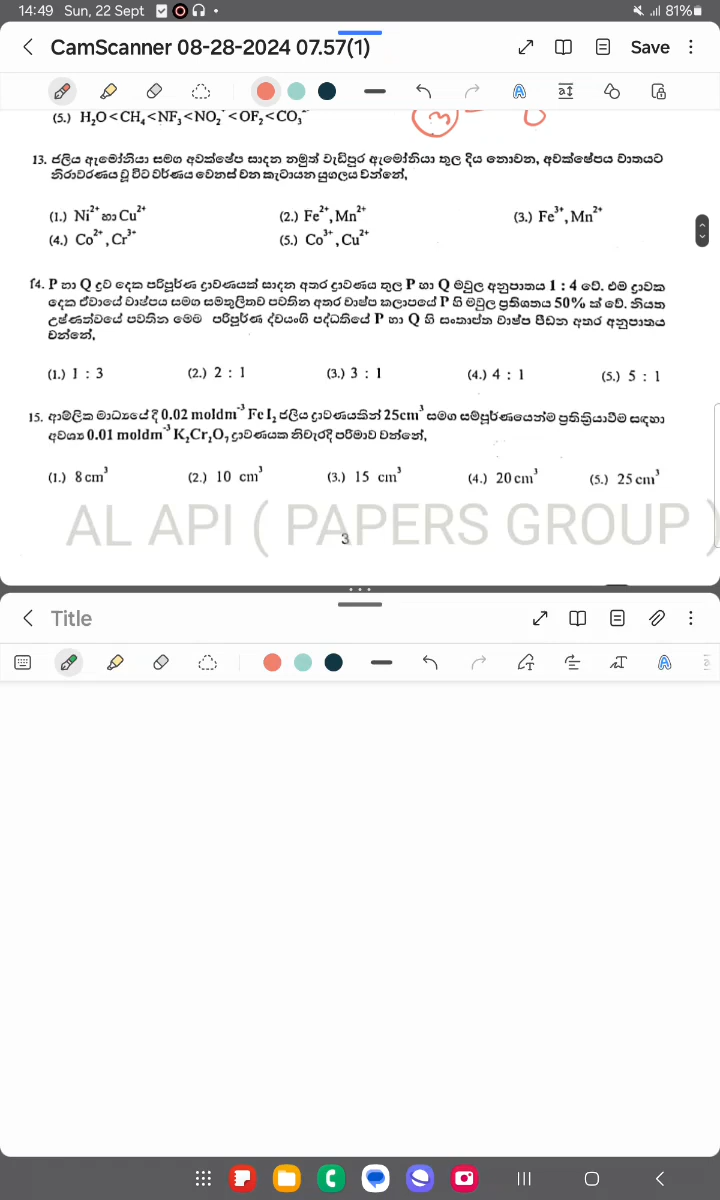 14:49 Sun, 22 Sept 81%
CamScanner 08-28-2024 07.57(1) Save
(5.) H₂O<CH₄<NF₃<NO₂⁻<OF₂<CO₃²⁻
13. ජලීය ඇමෝනියා සමග අවක්ෂේප සාදන නමුත් වැඩිපුර ඇමෝනියා තුල දිය නොවන, අවක්ෂේපය වාතයට
නිරාවරණය වූ විට වර්ණය වෙනස් වන කැටායන යුගලය වන්නේ,
(1.) Ni²⁺ හා Cu²⁺ (2.) Fe²⁺, Mn²⁺ (3.) Fe³⁺, Mn²⁺
(4.) Co²⁺, Cr³⁺ (5.) Co³⁺, Cu²⁺
14. P හා Q ද්‍රව දෙක පරිපූර්ණ ද්‍රාවණයක් සාදන අතර ද්‍රාවණය තුල P හා Q මවුල අනුපාතය 1 : 4 වේ. එම ද්‍රාවක
දෙක ඒවායේ වාෂ්පය සමග සමතුලිතව පවතින අතර වාෂ්ප කලාපයේ P හි මවුල ප්‍රතිශතය 50% ක් වේ. නියත
උෂ්ණත්වයේ පවතින මෙම පරිපූර්ණ ද්වයංගි පද්ධතියේ P හා Q හි සංතෘප්ත වාෂ්ප පීඩන අතර අනුපාතය
වන්නේ,
(1.) 1 : 3 (2.) 2 : 1 (3.) 3 : 1 (4.) 4 : 1 (5.) 5 : 1
15. ආම්ලික මාධ්‍යයේ දී 0.02 moldm⁻³ FeI₂ ජලීය ද්‍රාවණයකින් 25cm³ සමග සම්පූර්ණයෙන්ම ප්‍රතික්‍රියාවීම සඳහා
අවශ්‍ය 0.01 moldm⁻³ K₂Cr₂O₇ ද්‍රාවණයක නිවැරදි පරිමාව වන්නේ,
(1.) 8 cm³ (2.) 10 cm³ (3.) 15 cm³ (4.) 20 cm³ (5.) 25 cm³
AL API ( PAPERS GROUP )
3
Title